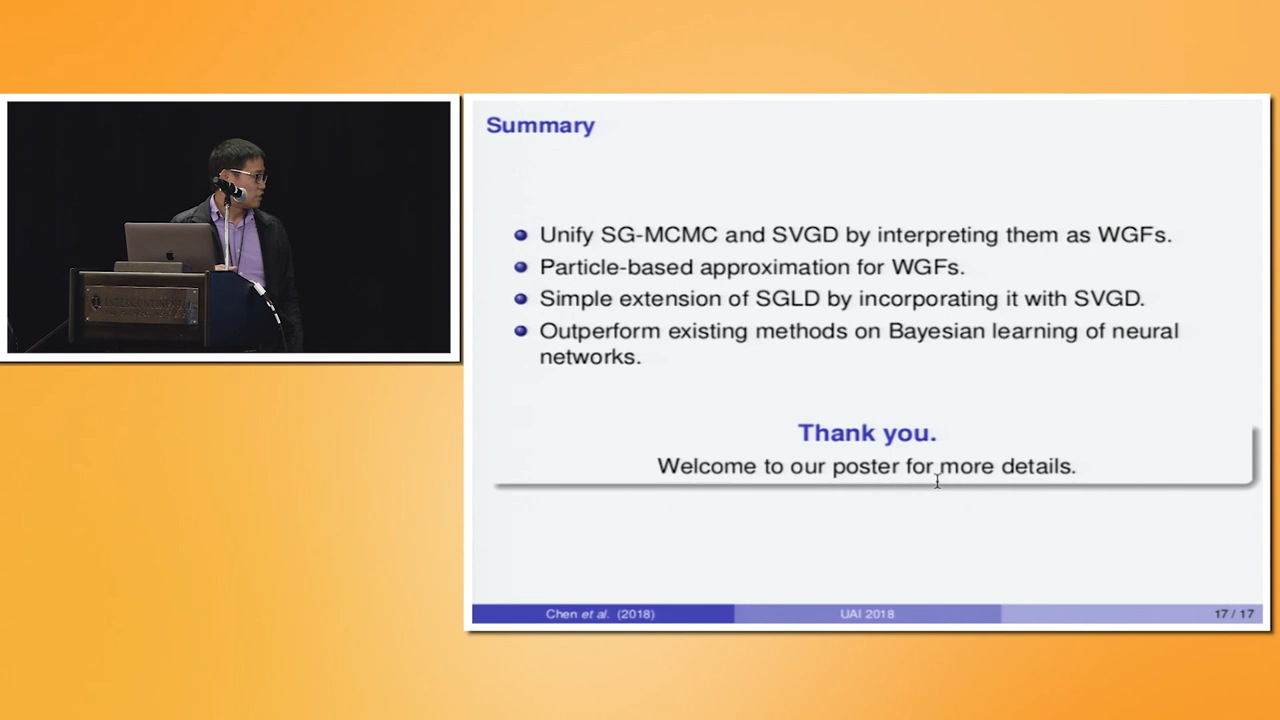 Summary
Unify SG-MCMC and SVGD by interpreting them as WGFs.
Particle-based approximation for WGFs.
Simple extension of SGLD by incorporating it with SVGD.
Outperform existing methods on Bayesian learning of neural
networks.
Thank you.
Welcome to our poster for more details.
Chen et al. (2018)
UAI 2018
17 / 17